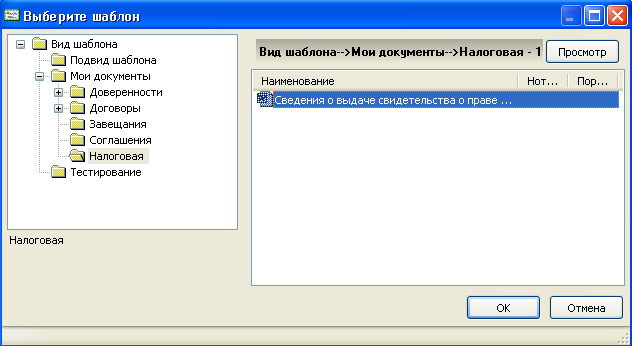 Выберите шаблон
Вид шаблона
Подвид шаблона
Мои документы
Доверенности
Договоры
Завещания
Соглашения
Налоговая
Тестирование
Налоговая
Вид шаблона-->Мои документы-->Налоговая - 1
Просмотр
Наименование Нот... Пор...
Сведения о выдаче свидетельства о праве ...
OK
Отмена